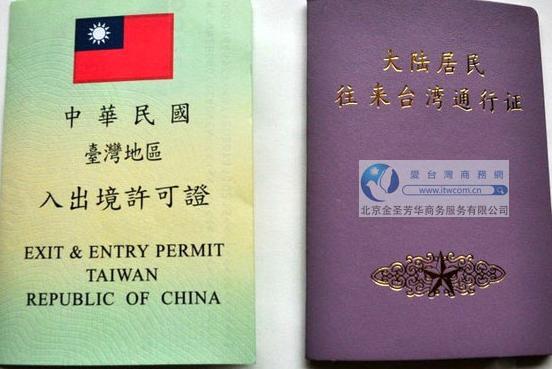 中華民國
臺灣地區
入出境許可證
EXIT & ENTRY PERMIT
TAIWAN
REPUBLIC OF CHINA
大陆居民
往来台湾通行证
愛台灣商務網
www.itwcom.cn
北京金圣芳华商务服务有限公司